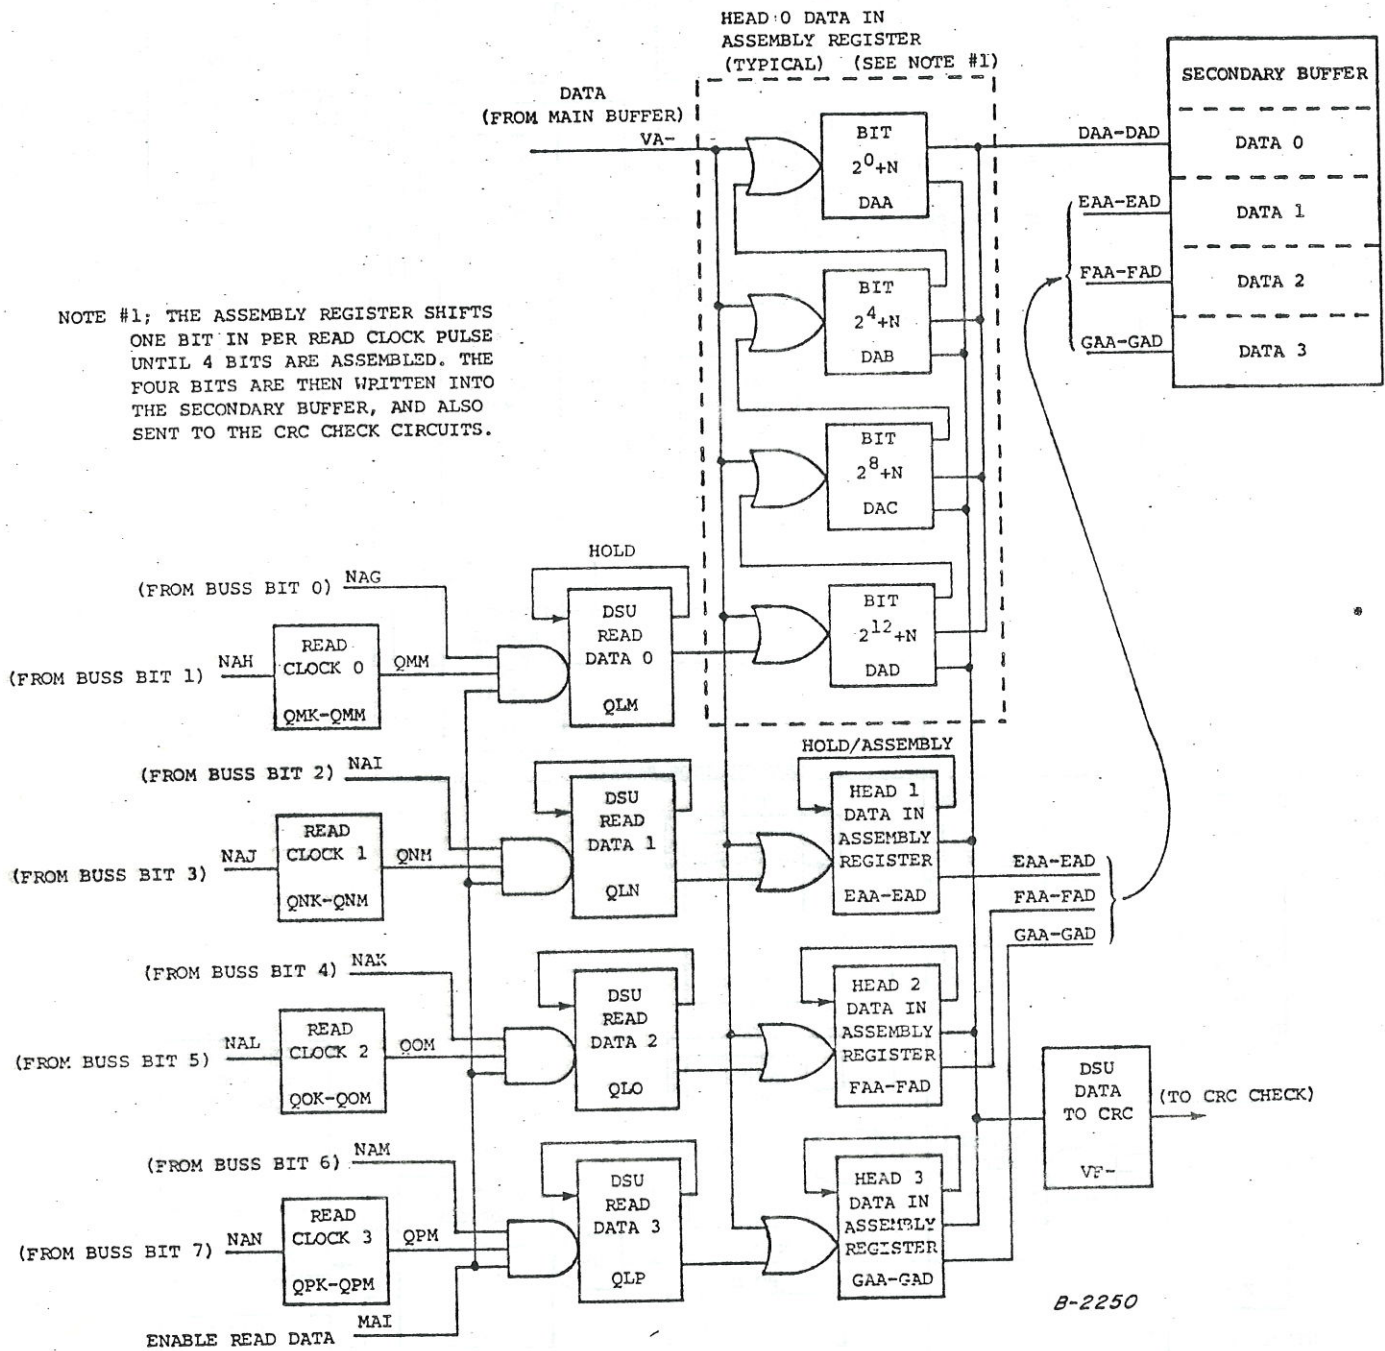 HEAD 0 DATA IN
ASSEMBLY REGISTER
(TYPICAL) (SEE NOTE #1)
DATA
(FROM MAIN BUFFER)
VA-
BIT
2⁰+N
DAA
BIT
2⁴+N
DAB
BIT
2⁸+N
DAC
BIT
2¹²+N
DAD
SECONDARY BUFFER
DAA-DAD
DATA 0
EAA-EAD
DATA 1
FAA-FAD
DATA 2
GAA-GAD
DATA 3
NOTE #1; THE ASSEMBLY REGISTER SHIFTS
ONE BIT IN PER READ CLOCK PULSE
UNTIL 4 BITS ARE ASSEMBLED. THE
FOUR BITS ARE THEN WRITTEN INTO
THE SECONDARY BUFFER, AND ALSO
SENT TO THE CRC CHECK CIRCUITS.
HOLD
(FROM BUSS BIT 0) NAG
(FROM BUSS BIT 1) NAH
READ
CLOCK 0
QMK-QMM
QMM
DSU
READ
DATA 0
QLM
(FROM BUSS BIT 2) NAI
(FROM BUSS BIT 3) NAJ
READ
CLOCK 1
QNK-QNM
QNM
DSU
READ
DATA 1
QLN
HOLD/ASSEMBLY
HEAD 1
DATA IN
ASSEMBLY
REGISTER
EAA-EAD
EAA-EAD
FAA-FAD
GAA-GAD
(FROM BUSS BIT 4) NAK
(FROM BUSS BIT 5) NAL
READ
CLOCK 2
QOK-QOM
QOM
DSU
READ
DATA 2
QLO
HEAD 2
DATA IN
ASSEMBLY
REGISTER
FAA-FAD
DSU
DATA
TO CRC
VF-
(TO CRC CHECK)
(FROM BUSS BIT 6) NAM
(FROM BUSS BIT 7) NAN
READ
CLOCK 3
QPK-QPM
QPM
DSU
READ
DATA 3
QLP
HEAD 3
DATA IN
ASSEMBLY
REGISTER
GAA-GAD
ENABLE READ DATA MAI
B-2250